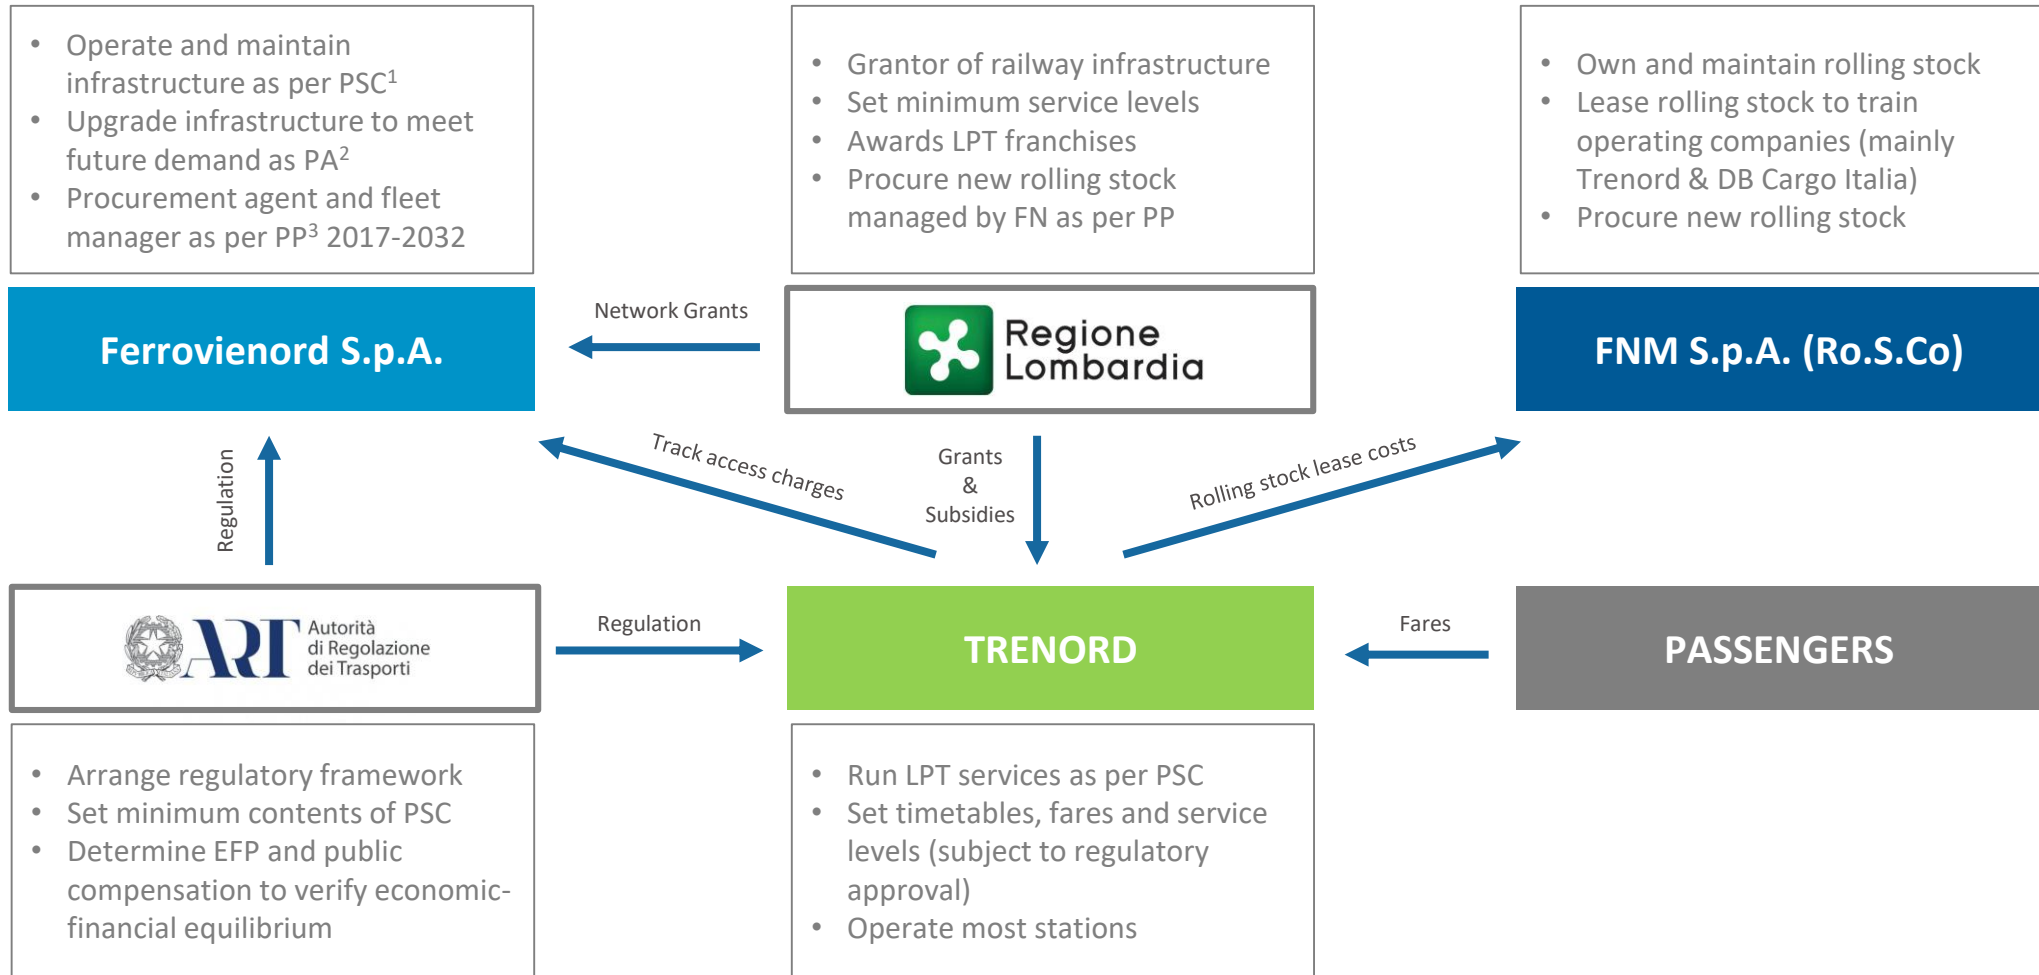 • Operate and maintain
infrastructure as per PSC1
• Upgrade infrastructure to meet
future demand as PA2
• Procurement agent and fleet
manager as per PP3 2017-2032
• Grantor of railway infrastructure
• Set minimum service levels
• Awards LPT franchises
• Procure new rolling stock
managed by FN as per PP
• Own and maintain rolling stock
• Lease rolling stock to train
operating companies (mainly
Trenord & DB Cargo Italia)
• Procure new rolling stock
Ferrovienord S.p.A.
Network Grants
Regione
Lombardia
FNM S.p.A. (Ro.S.Co)
Regulation
Track access charges
Grants
&
Subsidies
Rolling stock lease costs
ART
Autorità
di Regolazione
dei Trasporti
Regulation
TRENORD
Fares
PASSENGERS
• Arrange regulatory framework
• Set minimum contents of PSC
• Determine EFP and public
compensation to verify economic-
financial equilibrium
• Run LPT services as per PSC
• Set timetables, fares and service
levels (subject to regulatory
approval)
• Operate most stations